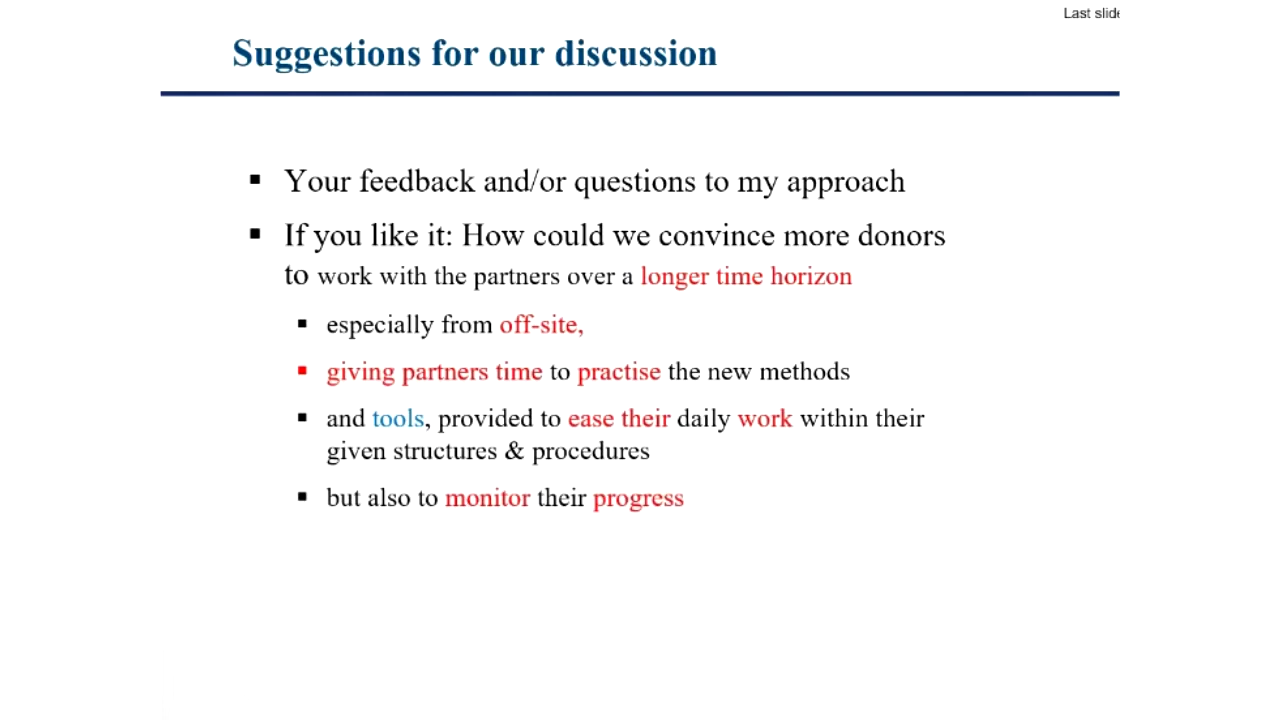 Last slide
Suggestions for our discussion
▪ Your feedback and/or questions to my approach
▪ If you like it: How could we convince more donors
to work with the partners over a longer time horizon
▪ especially from off-site,
▪ giving partners time to practise the new methods
▪ and tools, provided to ease their daily work within their
given structures & procedures
▪ but also to monitor their progress